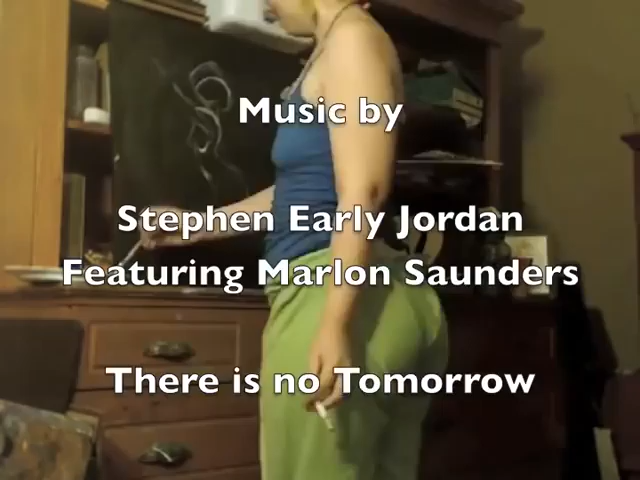 Music by
Stephen Early Jordan
Featuring Marlon Saunders
There is no Tomorrow